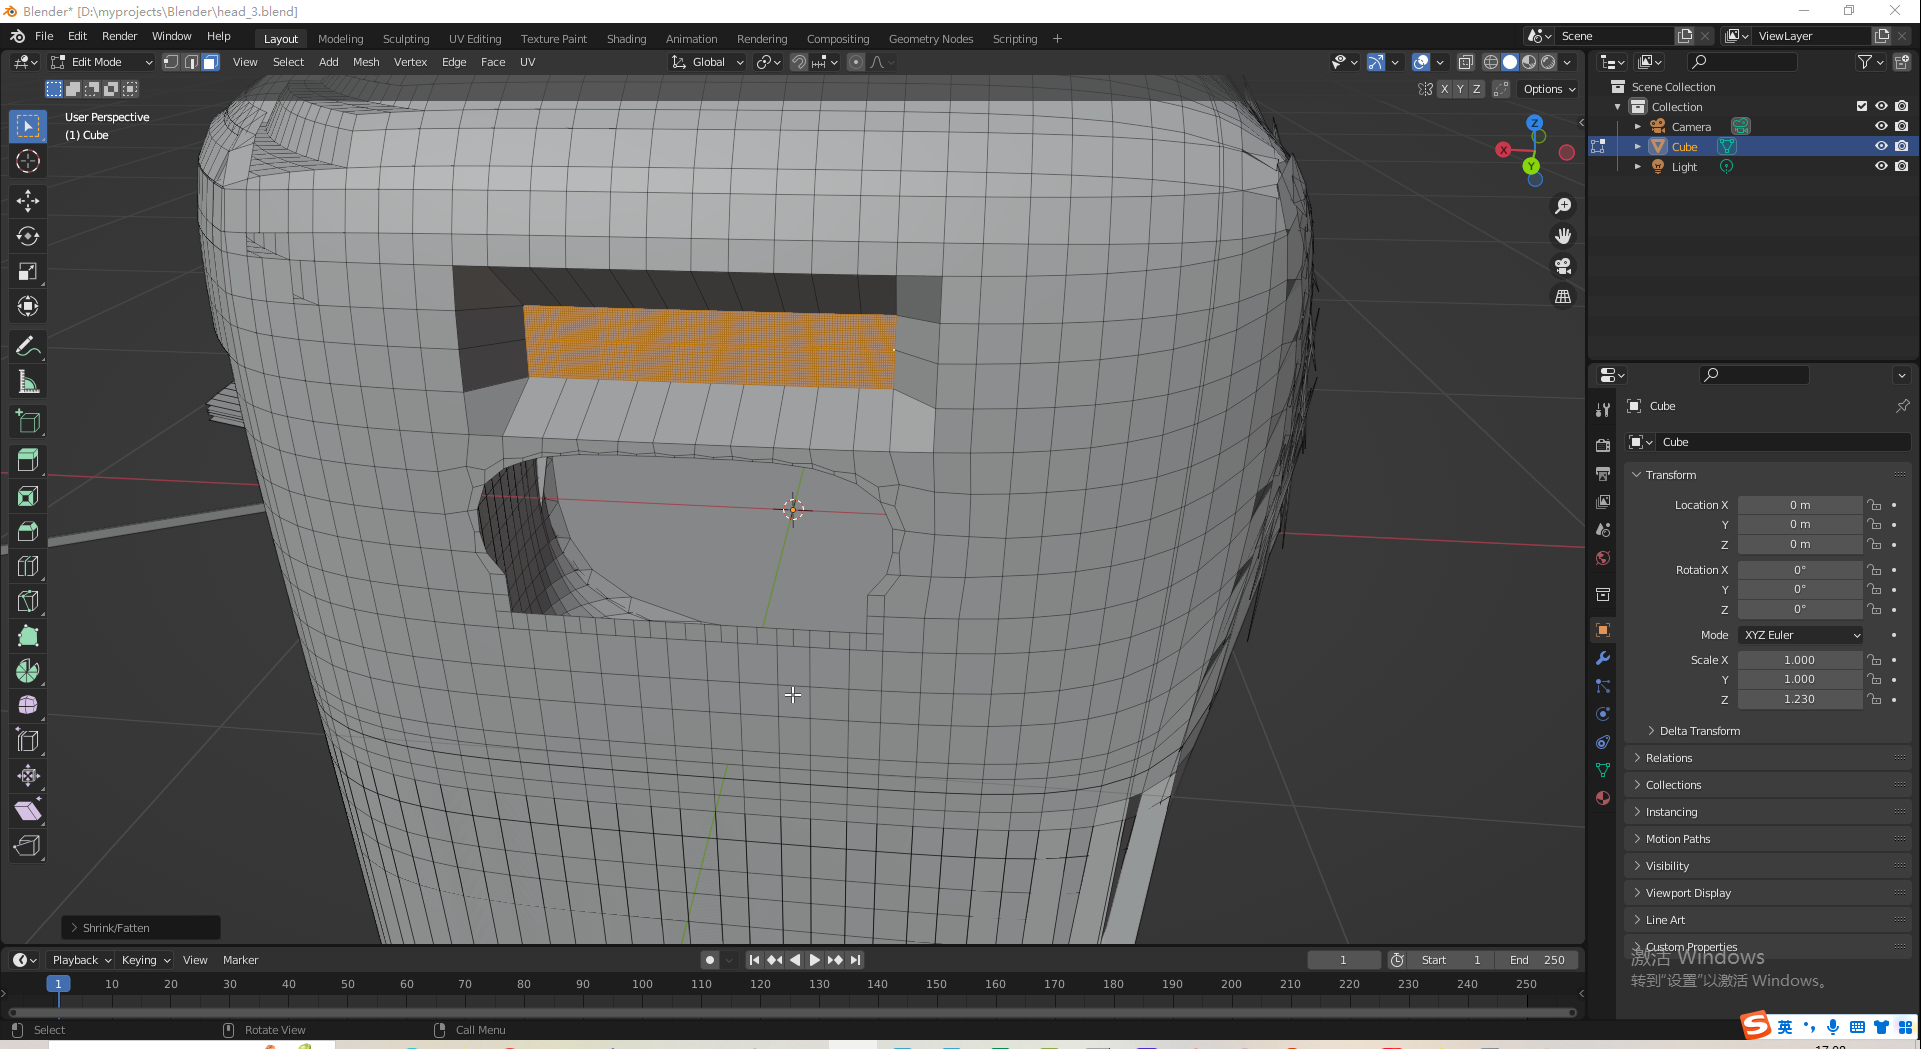 Blender* [D:\myprojects\Blender\head_3.blend]
File Edit Render Window Help Layout Modeling Sculpting UV Editing Texture Paint Shading Animation Rendering Compositing Geometry Nodes Scripting + Scene ViewLayer
Edit Mode View Select Add Mesh Vertex Edge Face UV Global
X Y Z Options
User Perspective
(1) Cube
Z
X
Y
Scene Collection
Collection
Camera
Cube
Light
Cube
Cube
Transform
Location X 0 m
Y 0 m
Z 0 m
Rotation X 0°
Y 0°
Z 0°
Mode XYZ Euler
Scale X 1.000
Y 1.000
Z 1.230
Delta Transform
Relations
Collections
Instancing
Motion Paths
Visibility
Viewport Display
Line Art
Custom Properties
激活 Windows
转到“设置”以激活 Windows。
Shrink/Fatten
Playback Keying View Marker 1 Start 1 End 250
1 10 20 30 40 50 60 70 80 90 100 110 120 130 140 150 160 170 180 190 200 210 220 230 240 250
Select Rotate View Call Menu
S 英